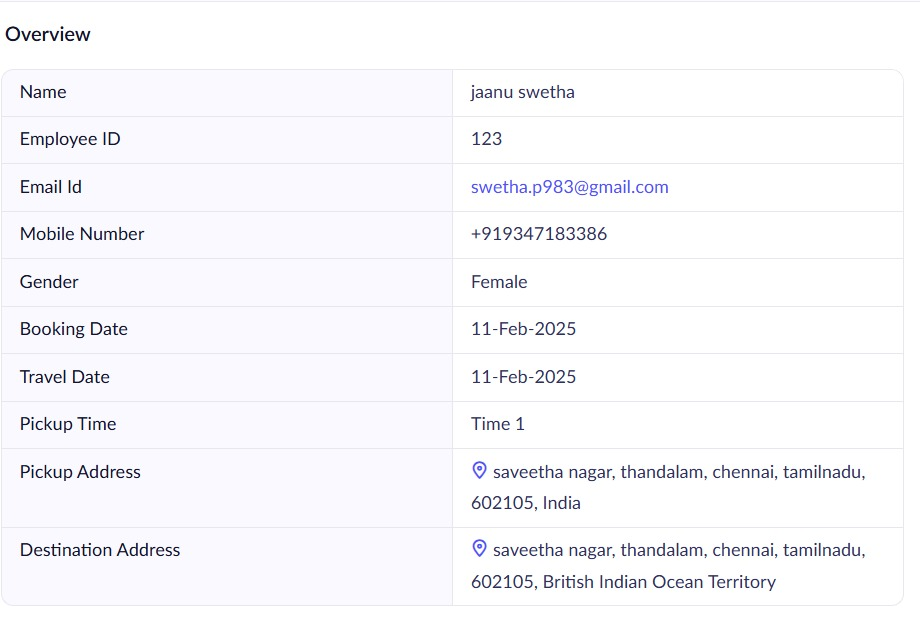 Overview
Name jaanu swetha
Employee ID 123
Email Id swetha.p983@gmail.com
Mobile Number +919347183386
Gender Female
Booking Date 11-Feb-2025
Travel Date 11-Feb-2025
Pickup Time Time 1
Pickup Address saveetha nagar, thandalam, chennai, tamilnadu,
602105, India
Destination Address saveetha nagar, thandalam, chennai, tamilnadu,
602105, British Indian Ocean Territory